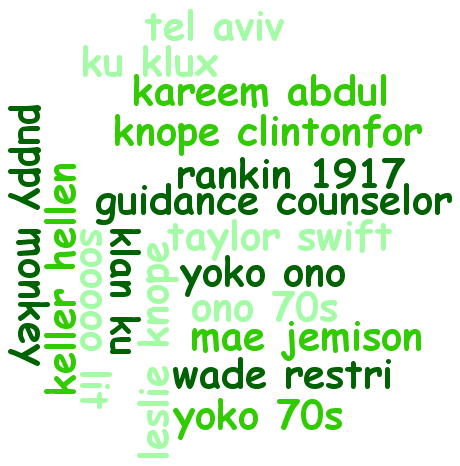 tel aviv
ku klux
kareem abdul
knope clintonfor
rankin 1917
guidance counselor
taylor swift
yoko ono
ono 70s
mae jemison
wade restri
yoko 70s
puppy monkey
keller hellen
sooooo lit
klan ku
leslie knope